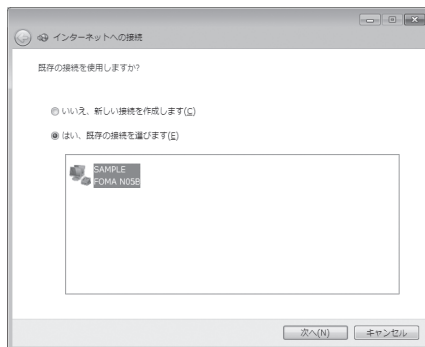 インターネットへの接続
既存の接続を使用しますか?
いいえ、新しい接続を作成します(C)
はい、既存の接続を選びます(E)
SAMPLE
FOMA N05B
次へ(N)
キャンセル